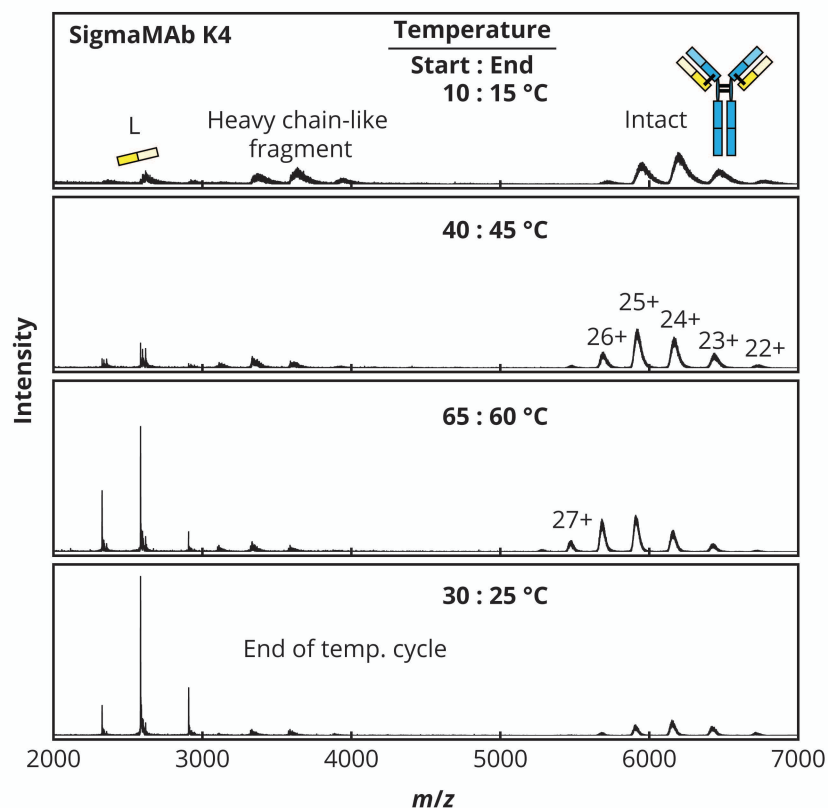 SigmaMAb K4
Temperature
Start : End
10 : 15 °C
L
Heavy chain-like
fragment
Intact
40 : 45 °C
25+
24+
26+
23+
22+
65 : 60 °C
27+
30 : 25 °C
End of temp. cycle
Intensity
2000 3000 4000 5000 6000 7000
m/z